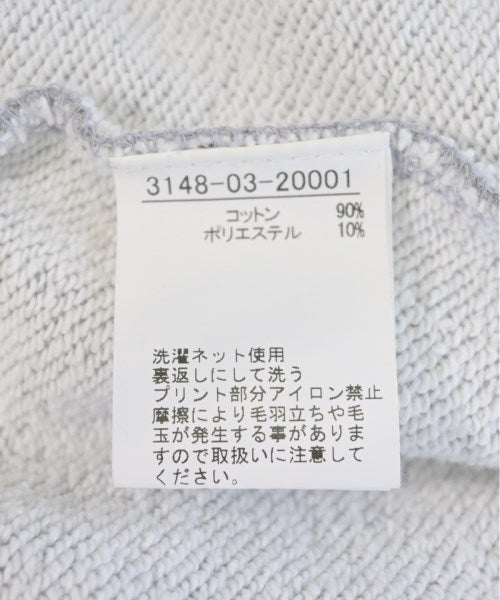 3148-03-20001
コットン 90%
ポリエステル 10%
洗濯ネット使用
裏返しにして洗う
プリント部分アイロン禁止
摩擦により毛羽立ちや毛
玉が発生する事がありま
すので取扱いに注意して
ください。